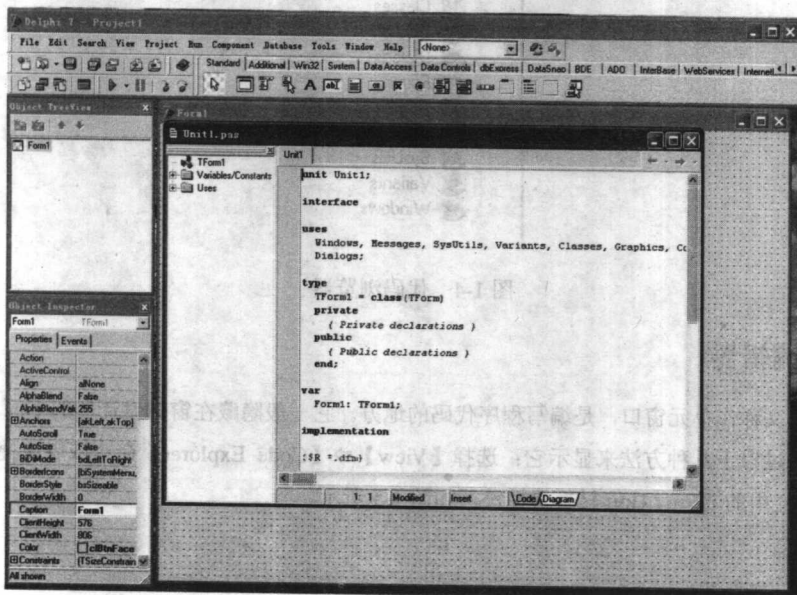 Delphi 7 - Project1
File Edit Search View Project Run Component Database Tools Window Help <None>
Standard Additional Win32 System Data Access Data Controls dbExpress DataSnap BDE ADO InterBase WebServices
Object TreeView
Form1
Form1
Unit1.pas
TForm1
Variables/Constants
Uses
Unit1
unit Unit1;
interface
uses
Windows, Messages, SysUtils, Variants, Classes, Graphics,
Dialogs;
type
TForm1 = class(TForm)
private
{ Private declarations }
public
{ Public declarations }
end;
var
Form1: TForm1;
implementation
{$R *.dfm}
1: 1 Modified Insert Code Diagram
Object Inspector
Form1 TForm1
Properties Events
Action
ActiveControl
Align alNone
AlphaBlend False
AlphaBlendVal 255
Anchors [akLeft,akTop]
AutoScroll True
AutoSize False
BiDiMode bdLeftToRight
BorderIcons [biSystemMenu,
BorderStyle bsSizeable
BorderWidth 0
Caption Form1
ClientHeight 576
ClientWidth 806
Color clBtnFace
Constraints (TSizeConstrain
All shown